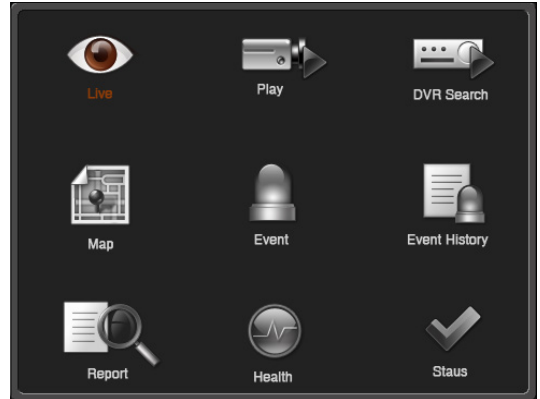 Live
Play
DVR Search
Map
Event
Event History
Report
Health
Staus